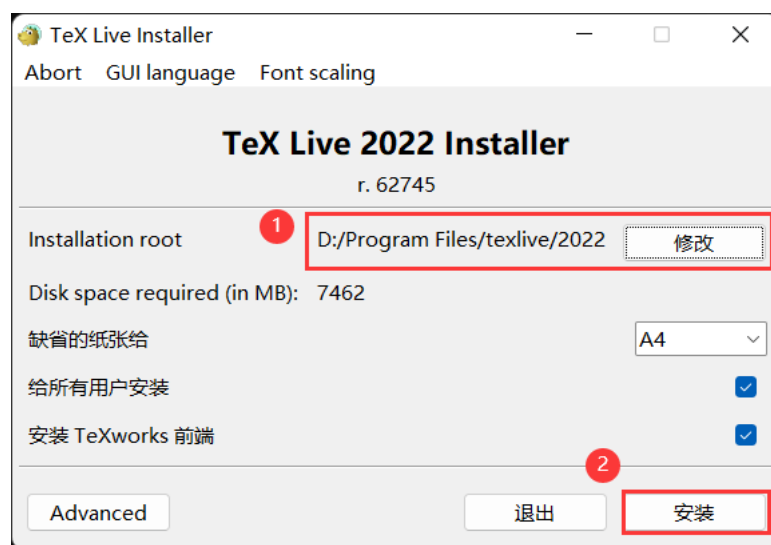 TeX Live Installer
Abort GUI language Font scaling
TeX Live 2022 Installer
r. 62745
1
Installation root D:/Program Files/texlive/2022 修改
Disk space required (in MB): 7462
缺省的纸张给 A4
给所有用户安装
安装 TeXworks 前端
2
Advanced 退出 安装